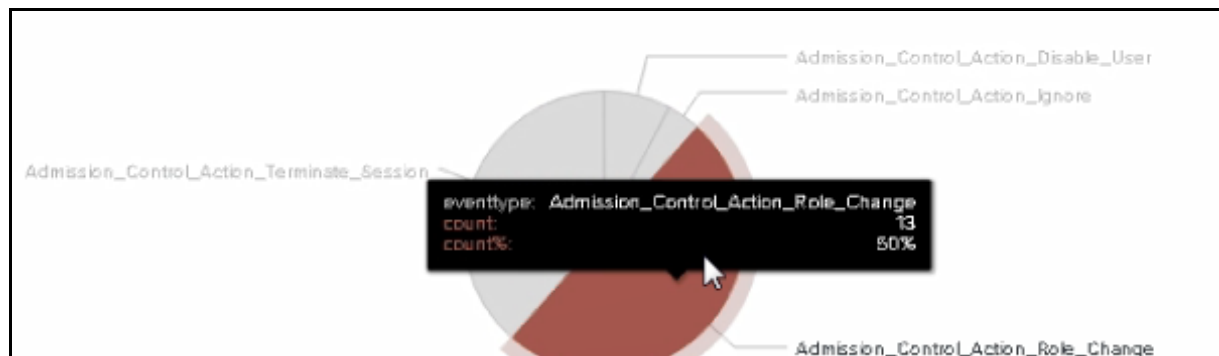 Admission_Control_Action_Disable_User
Admission_Control_Action_Ignore
Admission_Control_Action_Terminate_Session
eventtype: Admission_Control_Action_Role_Change
count: 13
count%: 50%
Admission_Control_Action_Role_Change